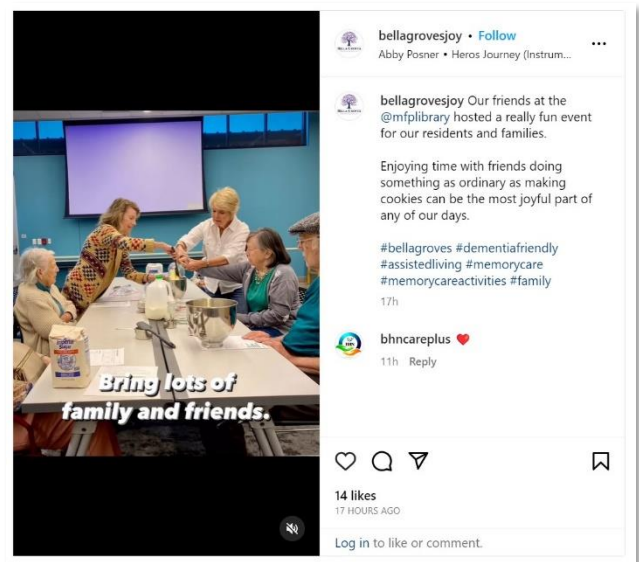 bellagrovesjoy • Follow
Abby Posner • Heros Journey (Instrum...
bellagrovesjoy Our friends at the
@mfplibrary hosted a really fun event
for our residents and families.
Enjoying time with friends doing
something as ordinary as making
cookies can be the most joyful part of
any of our days.
#bellagroves #dementiafriendly
#assistedliving #memorycare
#memorycareactivities #family
17h
bhncareplus ❤️
11h Reply
Bring lots of
family and friends.
14 likes
17 HOURS AGO
Log in to like or comment.